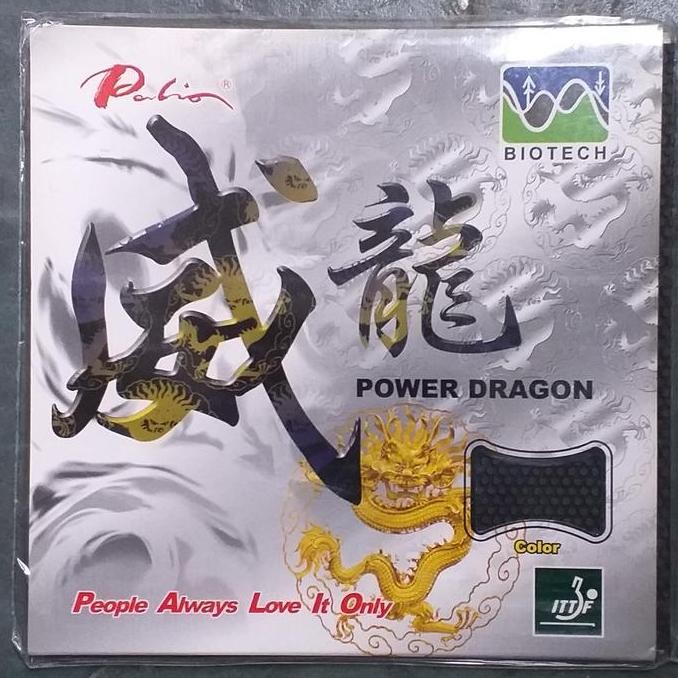 Palio®
BIOTECH
威龍
POWER DRAGON
Color
People Always Love It Only
ITTF